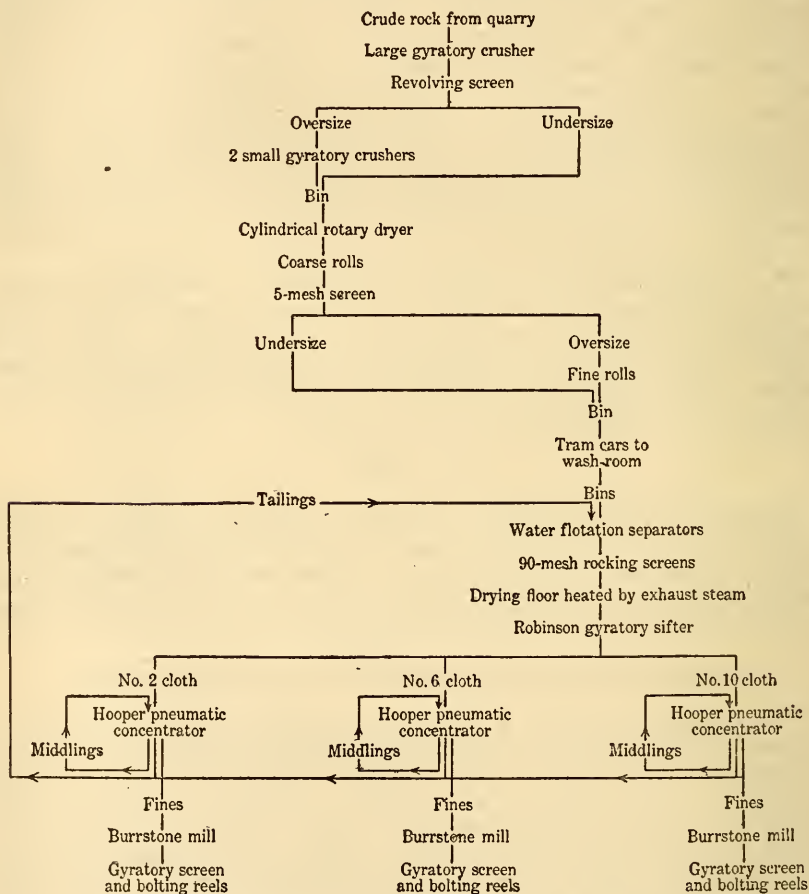 Crude rock from quarry
Large gyratory crusher
Revolving screen
Oversize
Undersize
2 small gyratory crushers
Bin
Cylindrical rotary dryer
Coarse rolls
5-mesh screen
Undersize
Oversize
Fine rolls
Bin
Tram cars to
wash-room
Bins
Tailings
Water flotation separators
90-mesh rocking screens
Drying floor heated by exhaust steam
Robinson gyratory sifter
No. 2 cloth
No. 6 cloth
No. 10 cloth
Hooper pneumatic
concentrator
Hooper pneumatic
concentrator
Hooper pneumatic
concentrator
Middlings
Middlings
Middlings
Fines
Fines
Fines
Burrstone mill
Burrstone mill
Burrstone mill
Gyratory screen
and bolting reels
Gyratory screen
and bolting reels
Gyratory screen
and bolting reels